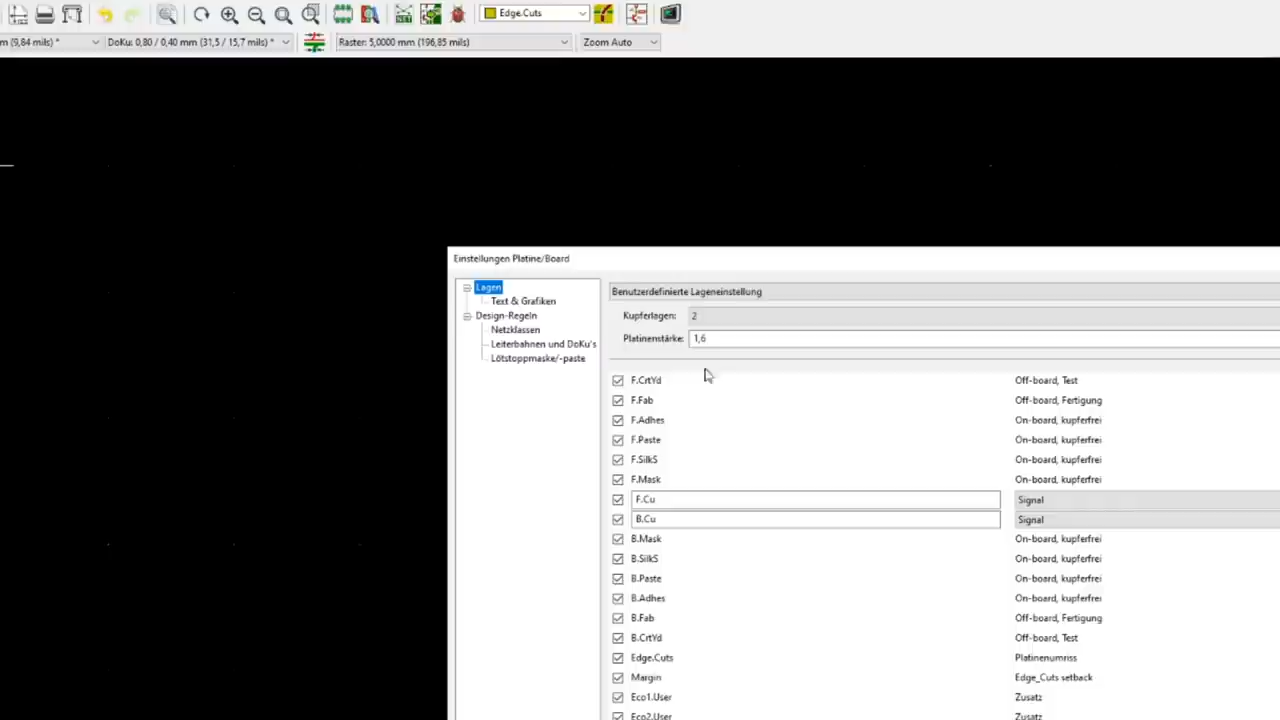 NET
Edge.Cuts
m (9,84 mils) *
DoKu: 0,80 / 0,40 mm (31,5 / 15,7 mils) *
Raster: 5,0000 mm (196,85 mils)
Zoom Auto
Einstellungen Platine/Board
Lagen
Text & Grafiken
Design-Regeln
Netzklassen
Leiterbahnen und DoKu's
Lötstoppmaske/-paste
Benutzerdefinierte Lageneinstellung
Kupferlagen: 2
Platinenstärke: 1,6
F.CrtYd Off-board, Test
F.Fab Off-board, Fertigung
F.Adhes On-board, kupferfrei
F.Paste On-board, kupferfrei
F.SilkS On-board, kupferfrei
F.Mask On-board, kupferfrei
F.Cu Signal
B.Cu Signal
B.Mask On-board, kupferfrei
B.SilkS On-board, kupferfrei
B.Paste On-board, kupferfrei
B.Adhes On-board, kupferfrei
B.Fab Off-board, Fertigung
B.CrtYd Off-board, Test
Edge.Cuts Platinenumriss
Margin Edge_Cuts setback
Eco1.User Zusatz
Eco2.User Zusatz